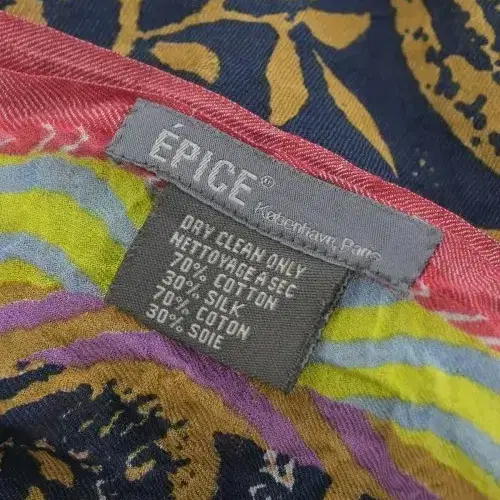 ÉPICE®
København, Paris
DRY CLEAN ONLY
NETTOYAGE A SEC
70% COTTON
30% SILK
70% COTON
30% SOIE